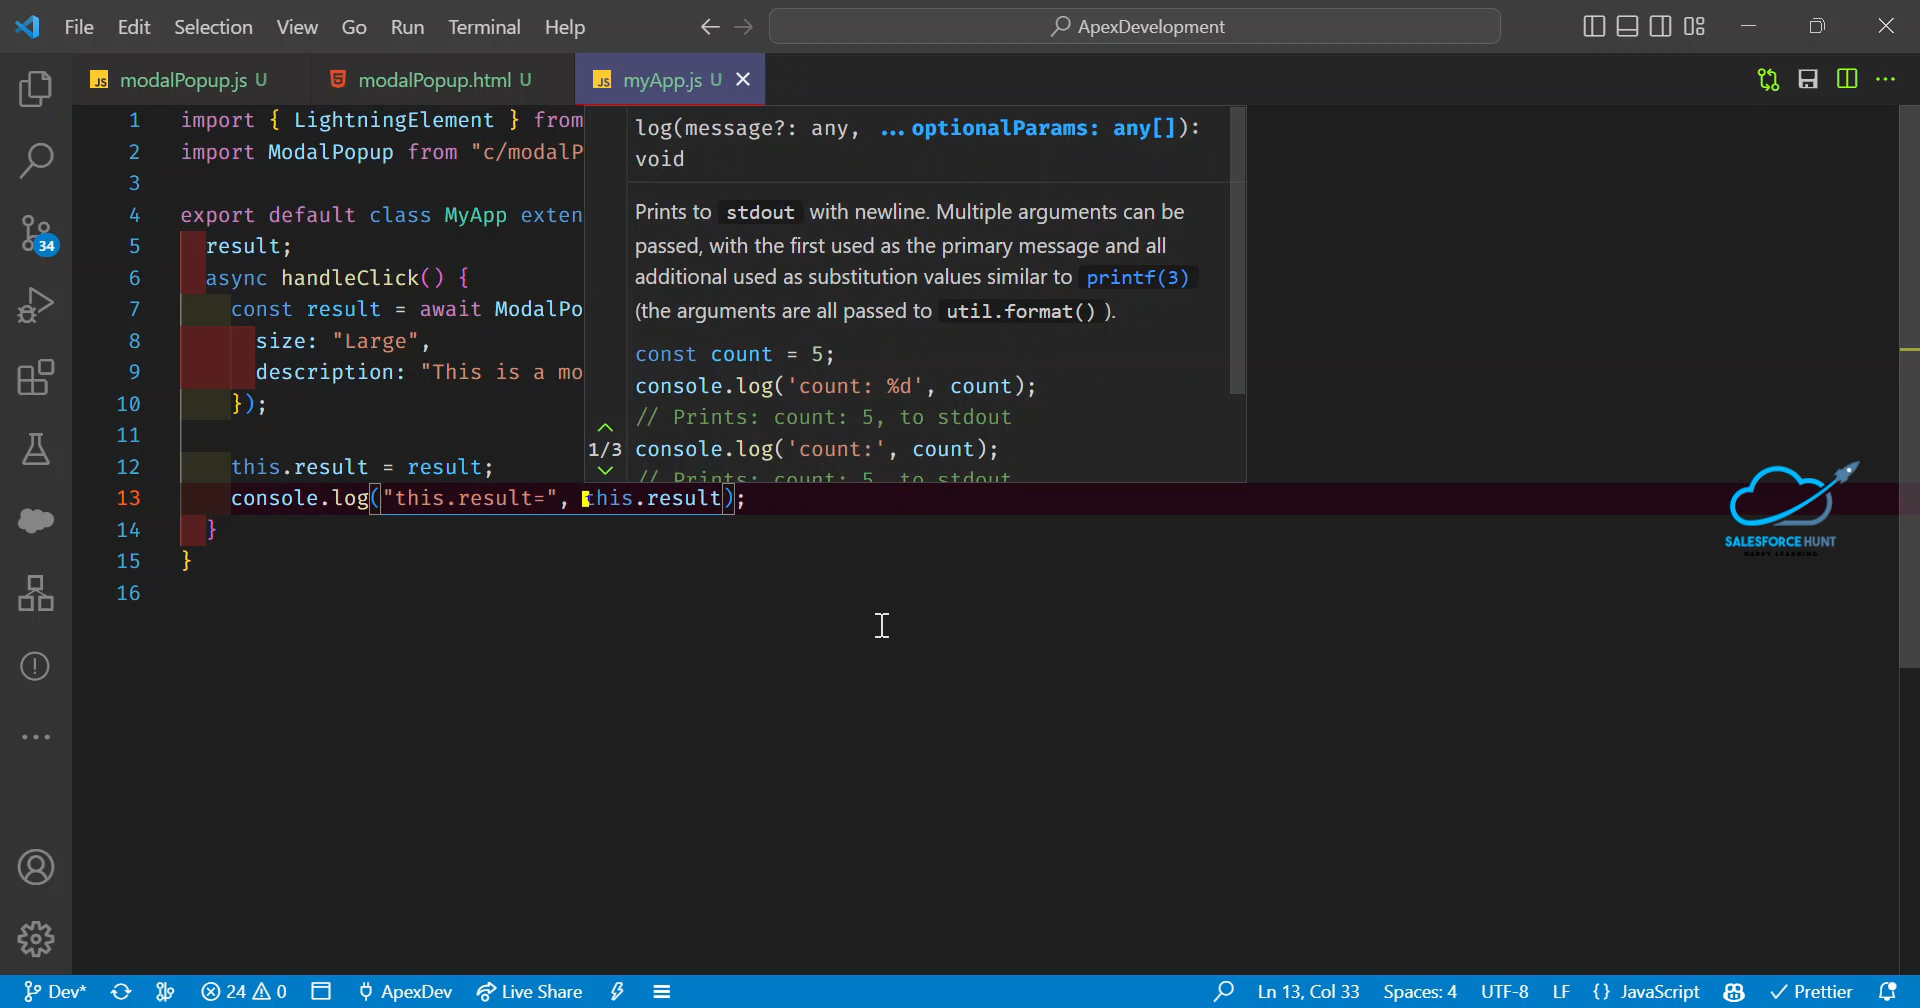 File Edit Selection View Go Run Terminal Help
ApexDevelopment
JS modalPopup.js U
modalPopup.html U
JS myApp.js U
1 import { LightningElement } from
2 import ModalPopup from "c/modalP
3
4 export default class MyApp exten
5 result;
6 async handleClick() {
7 const result = await ModalPo
8 size: "Large",
9 description: "This is a mo
10 });
11
12 this.result = result;
13 console.log("this.result=", this.result);
14 }
15 }
16
log(message?: any, ...optionalParams: any[]):
void
Prints to stdout with newline. Multiple arguments can be
passed, with the first used as the primary message and all
additional used as substitution values similar to printf(3)
(the arguments are all passed to util.format() ).
const count = 5;
console.log('count: %d', count);
// Prints: count: 5, to stdout
1/3
console.log('count:', count);
// Prints: count: 5, to stdout
34
SALESFORCE HUNT
HAPPY LEARNING
Dev* 24 0 ApexDev Live Share
Ln 13, Col 33 Spaces: 4 UTF-8 LF {} JavaScript Prettier